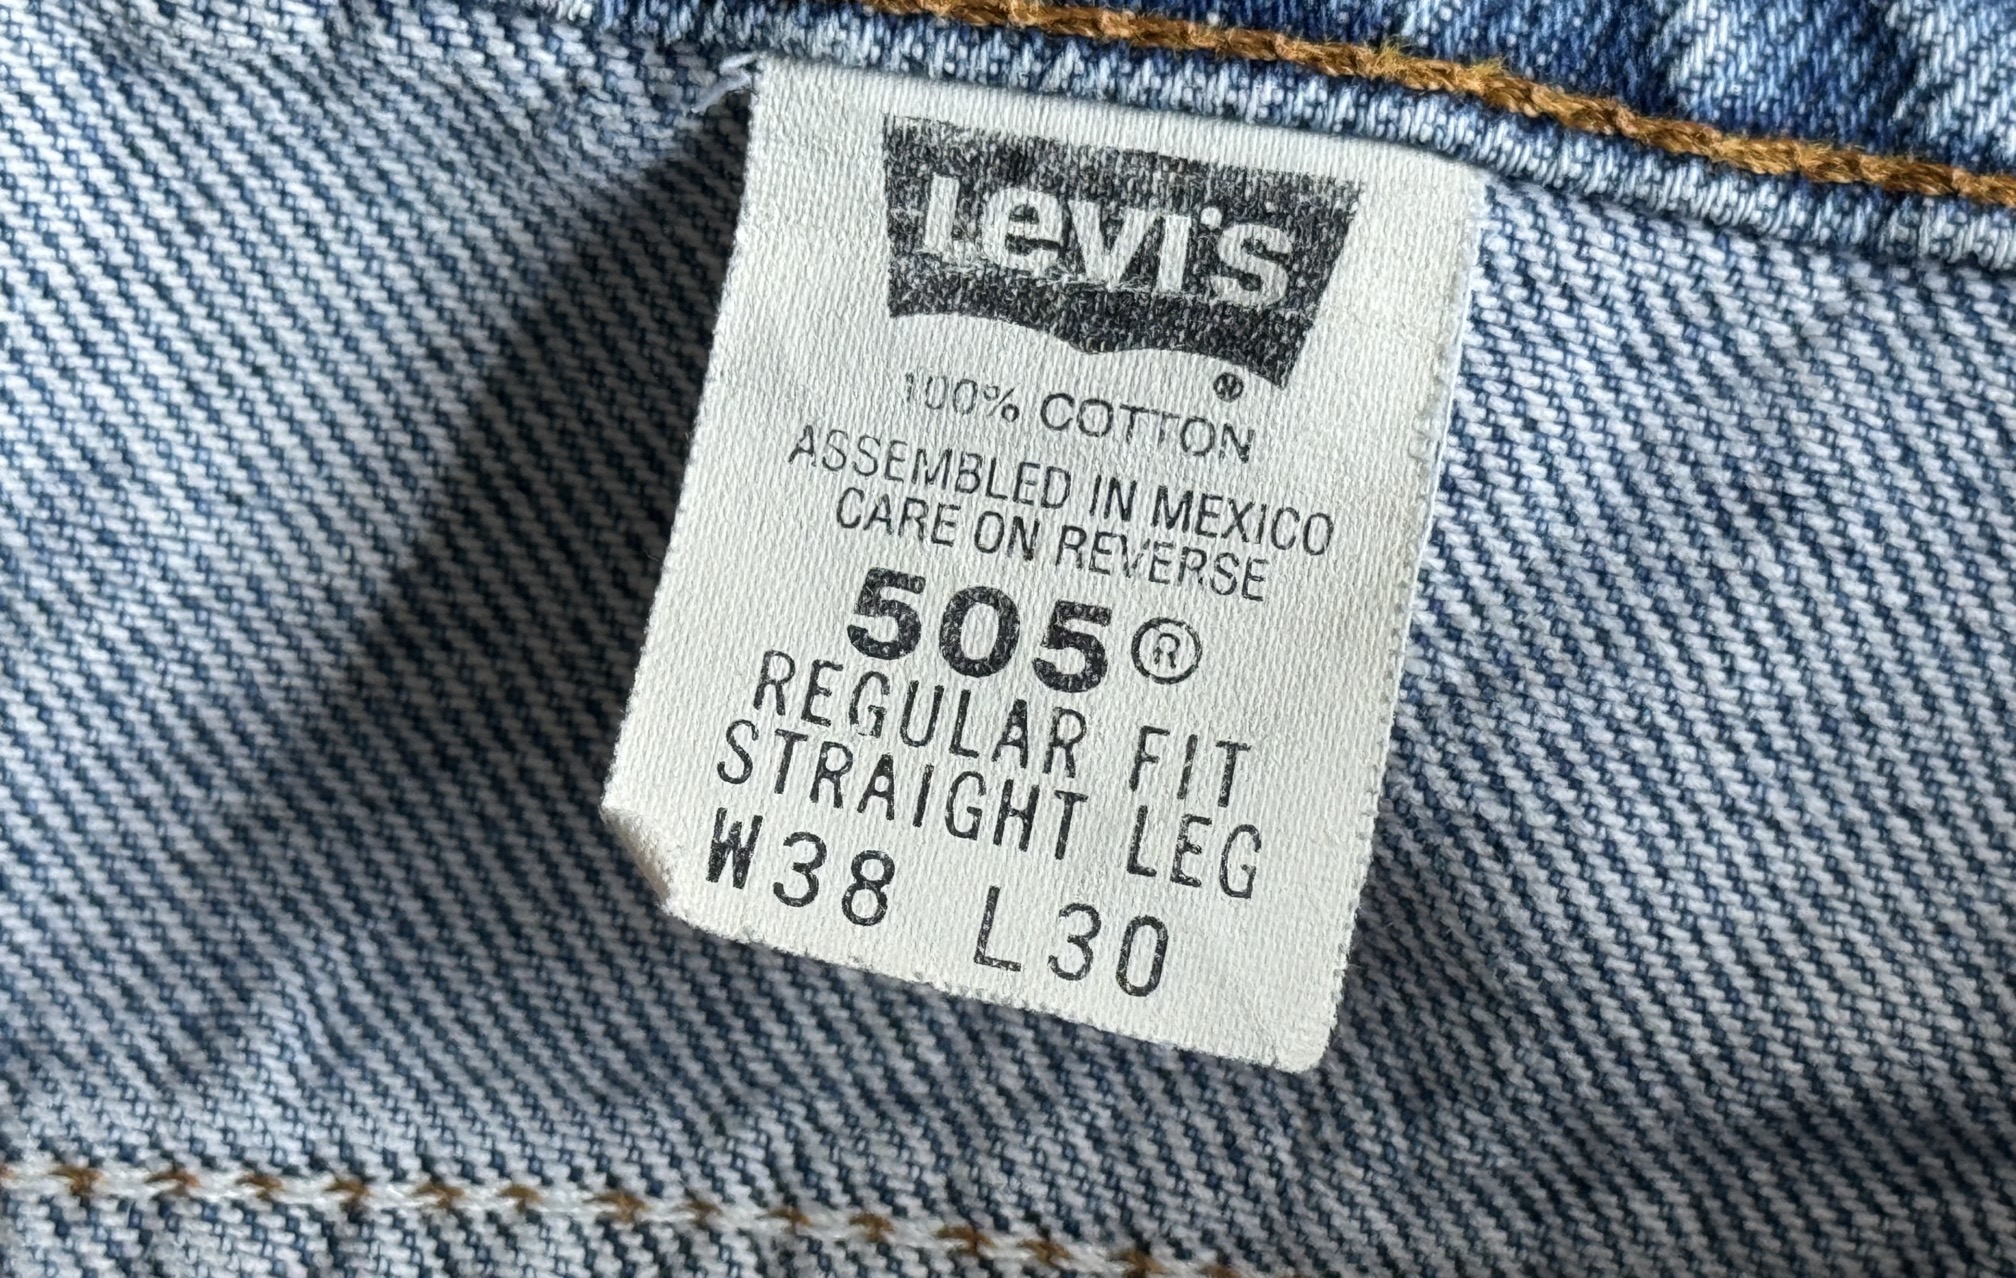 Levi's
®
100% COTTON
ASSEMBLED IN MEXICO
CARE ON REVERSE
505®
REGULAR FIT
STRAIGHT LEG
W38 L30